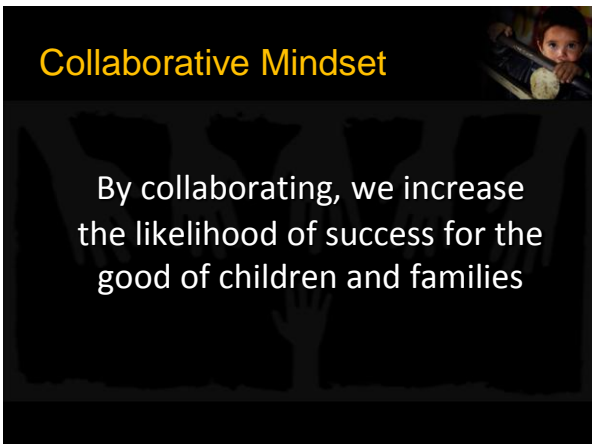 Collaborative Mindset
By collaborating, we increase
the likelihood of success for the
good of children and families